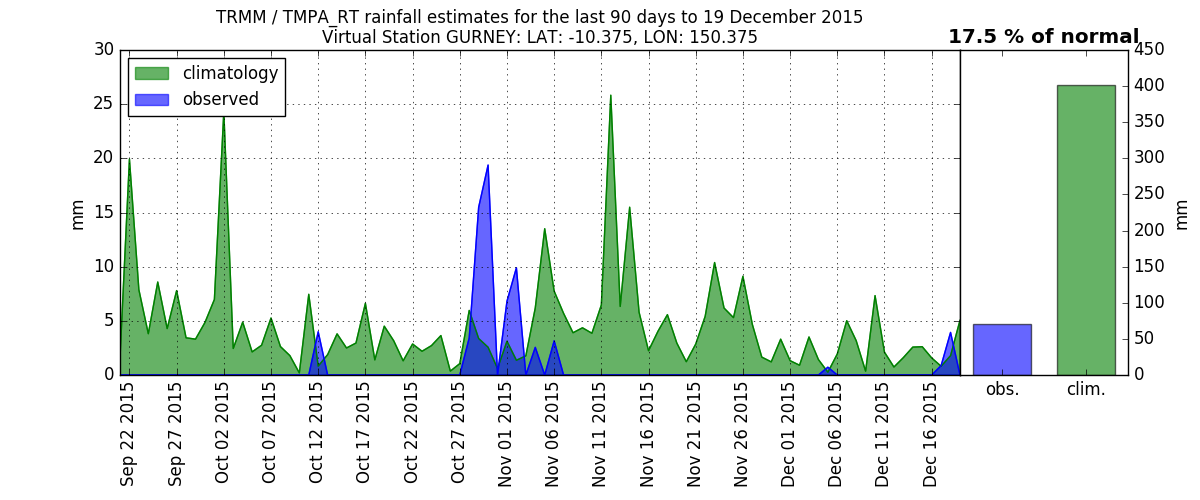 TRMM / TMPA_RT rainfall estimates for the last 90 days to 19 December 2015
Virtual Station GURNEY: LAT: -10.375, LON: 150.375
17.5 % of normal
climatology
observed
30
25
20
15
10
5
0
mm
450
400
350
300
250
200
150
100
50
0
mm
obs.
clim.
Sep 22 2015
Sep 27 2015
Oct 02 2015
Oct 07 2015
Oct 12 2015
Oct 17 2015
Oct 22 2015
Oct 27 2015
Nov 01 2015
Nov 06 2015
Nov 11 2015
Nov 16 2015
Nov 21 2015
Nov 26 2015
Dec 01 2015
Dec 06 2015
Dec 11 2015
Dec 16 2015